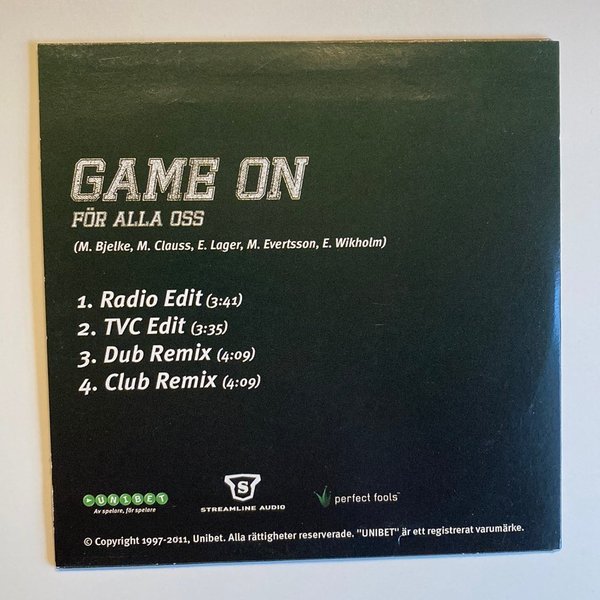 GAME ON
FÖR ALLA OSS
(M. Bjelke, M. Clauss, E. Lager, M. Evertsson, E. Wikholm)
1. Radio Edit (3:41)
2. TVC Edit (3:35)
3. Dub Remix (4:09)
4. Club Remix (4:09)
UNIBET
Av spelare, för spelare
S
STREAMLINE AUDIO
perfect fools™
© Copyright 1997-2011, Unibet. Alla rättigheter reserverade. "UNIBET" är ett registrerat varumärke.